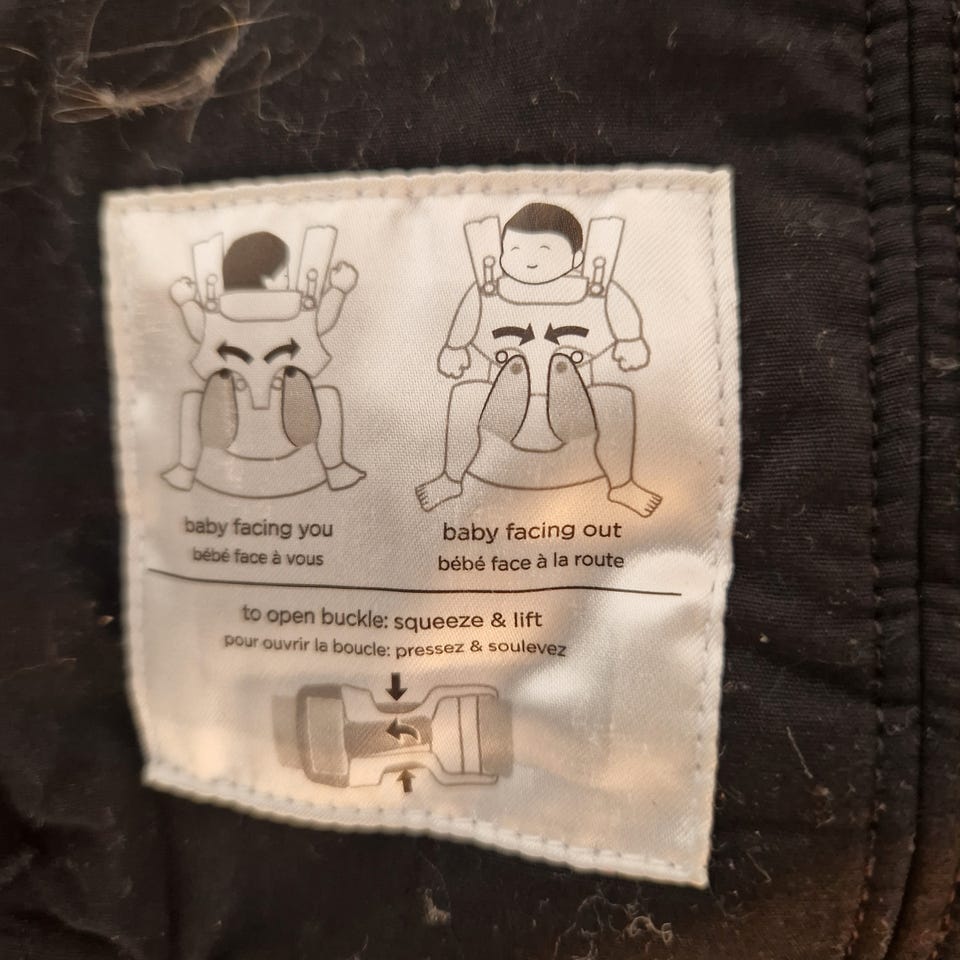 baby facing you
bébé face à vous
baby facing out
bébé face à la route
to open buckle: squeeze & lift
pour ouvrir la boucle: pressez & soulevez